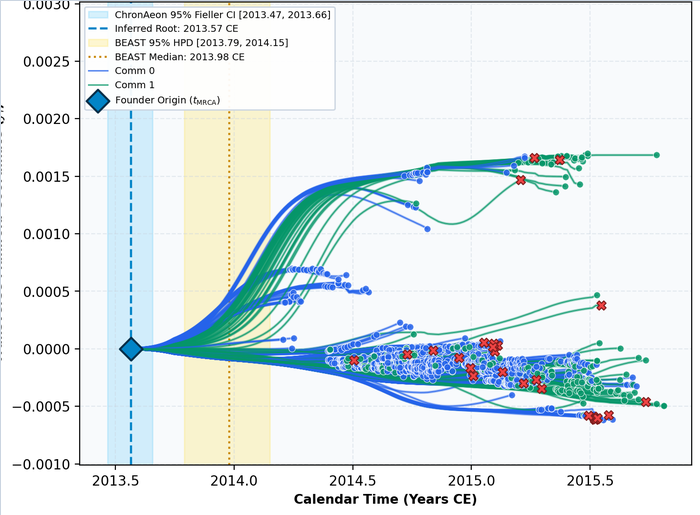 0.0030
0.0025
0.0020
0.0015
0.0010
0.0005
0.0000
−0.0005
−0.0010
ChronAeon 95% Fieller CI [2013.47, 2013.66]
Inferred Root: 2013.57 CE
BEAST 95% HPD [2013.79, 2014.15]
BEAST Median: 2013.98 CE
Comm 0
Comm 1
Founder Origin (tMRCA)
2013.5 2014.0 2014.5 2015.0 2015.5
Calendar Time (Years CE)